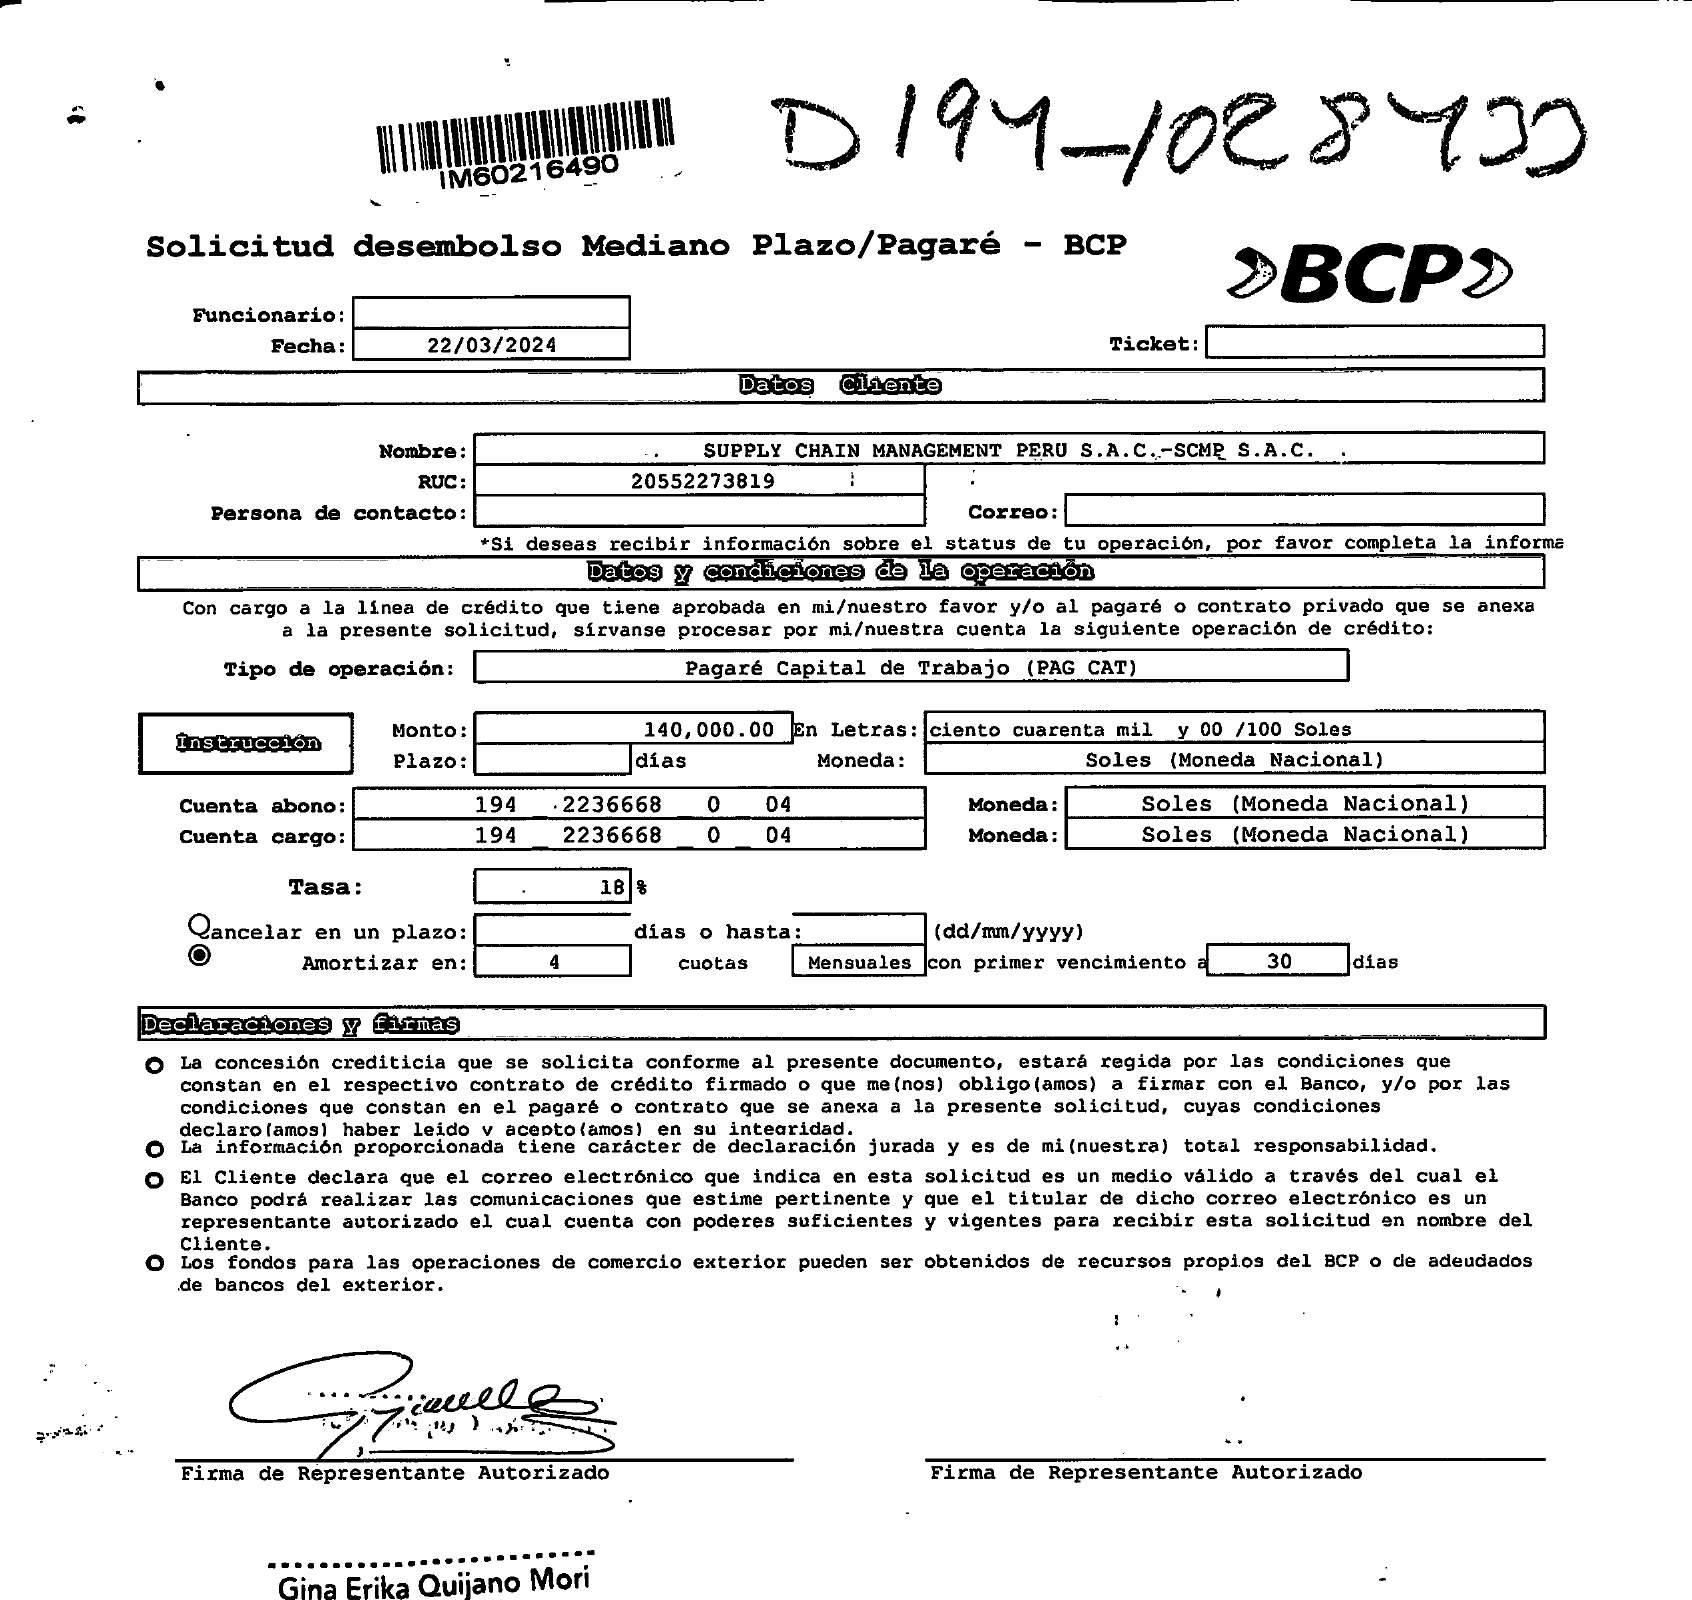 IM60216490
D194-1028433
Solicitud desembolso Mediano Plazo/Pagaré - BCP
BCP
Funcionario:
Fecha: 22/03/2024 Ticket:
Datos Cliente
Nombre: SUPPLY CHAIN MANAGEMENT PERU S.A.C.-SCMP S.A.C.
RUC: 20552273819
Persona de contacto: Correo:
*Si deseas recibir información sobre el status de tu operación, por favor completa la informa
Datos y condiciones de la operación
Con cargo a la línea de crédito que tiene aprobada en mi/nuestro favor y/o al pagaré o contrato privado que se anexa
a la presente solicitud, sírvanse procesar por mi/nuestra cuenta la siguiente operación de crédito:
Tipo de operación: Pagaré Capital de Trabajo (PAG CAT)
Instrucción
Monto: 140,000.00 En Letras: ciento cuarenta mil y 00 /100 Soles
Plazo: días Moneda: Soles (Moneda Nacional)
Cuenta abono: 194 2236668 0 04 Moneda: Soles (Moneda Nacional)
Cuenta cargo: 194 2236668 0 04 Moneda: Soles (Moneda Nacional)
Tasa: 18 %
ancelar en un plazo: días o hasta: (dd/mm/yyyy)
Amortizar en: 4 cuotas Mensuales con primer vencimiento a 30 días
Declaraciones y firmas
La concesión crediticia que se solicita conforme al presente documento, estará regida por las condiciones que
constan en el respectivo contrato de crédito firmado o que me(nos) obligo(amos) a firmar con el Banco, y/o por las
condiciones que constan en el pagaré o contrato que se anexa a la presente solicitud, cuyas condiciones
declaro(amos) haber leído y acepto(amos) en su integridad.
La información proporcionada tiene carácter de declaración jurada y es de mi(nuestra) total responsabilidad.
El Cliente declara que el correo electrónico que indica en esta solicitud es un medio válido a través del cual el
Banco podrá realizar las comunicaciones que estime pertinente y que el titular de dicho correo electrónico es un
representante autorizado el cual cuenta con poderes suficientes y vigentes para recibir esta solicitud en nombre del
Cliente.
Los fondos para las operaciones de comercio exterior pueden ser obtenidos de recursos propios del BCP o de adeudados
de bancos del exterior.
Firma de Representante Autorizado Firma de Representante Autorizado
Gina Erika Quijano Mori